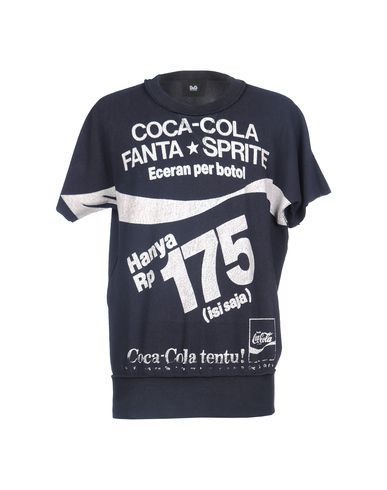 D&G
COCA-COLA
FANTA ★ SPRITE
Eceran per botol
Hanya
Rp 175
(isi saja)
Coca-Cola
Coca-Cola tentu!